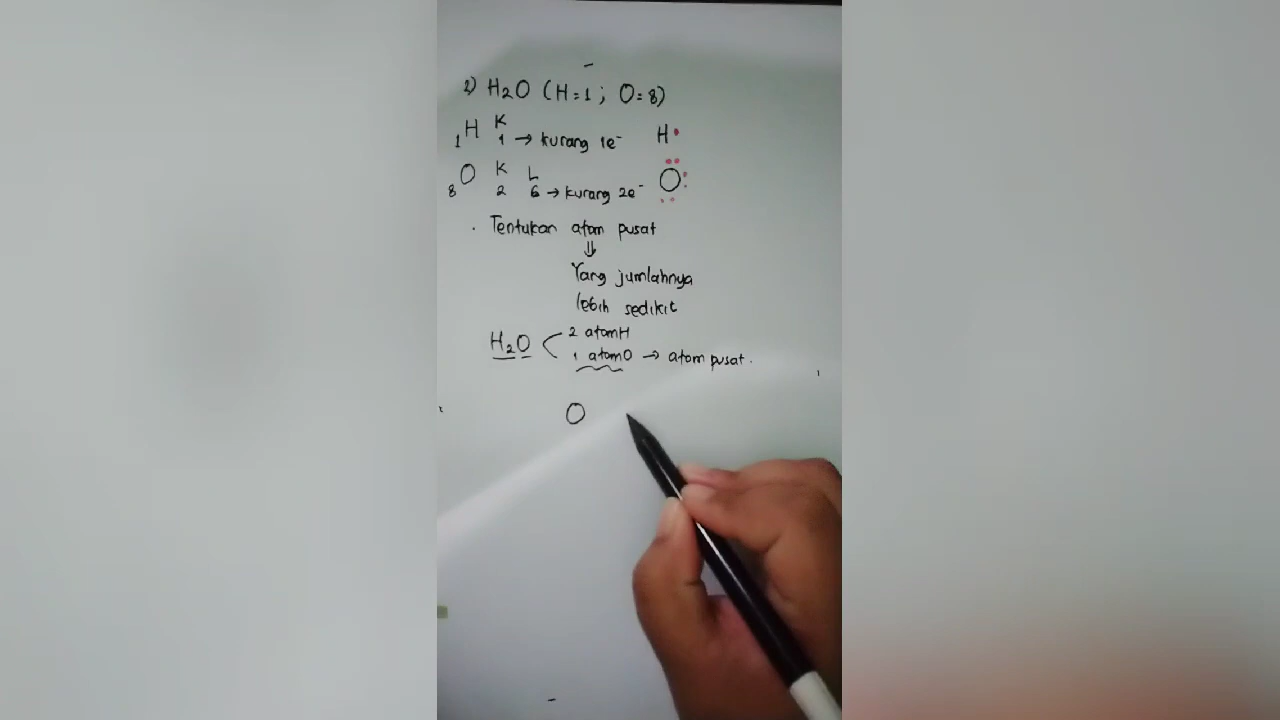 2) H₂O (H=1 ; O=8)
K
₁H 1 → kurang 1e⁻ H•
K L
₈O 2 6 → kurang 2e⁻ O
. Tentukan atom pusat
⇓
Yang jumlahnya
lebih sedikit
H₂O < 2 atom H
1 atom O → atom pusat.
O